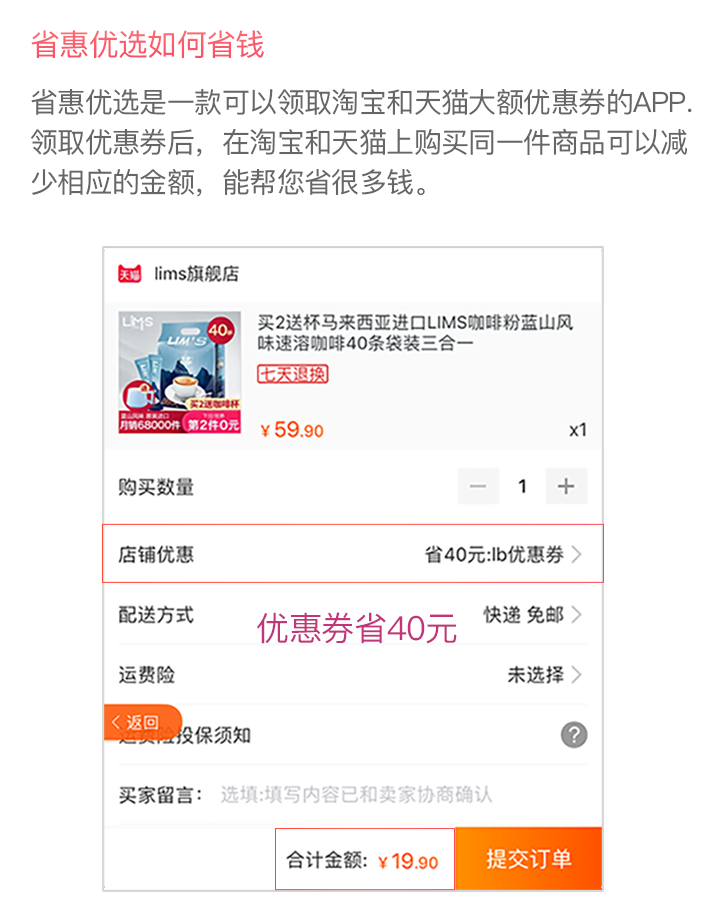 省惠优选如何省钱
省惠优选是一款可以领取淘宝和天猫大额优惠券的APP.
领取优惠券后，在淘宝和天猫上购买同一件商品可以减
少相应的金额，能帮您省很多钱。
天猫 lims旗舰店
买2送杯马来西亚进口LIMS咖啡粉蓝山风
味速溶咖啡40条袋装三合一
七天退换
LIMS
40
LIM'S
买2送咖啡杯
月销68000件 第2件0元
¥59.90 x1
购买数量 － 1 ＋
店铺优惠 省40元:lb优惠券
配送方式 快递 免邮
优惠券省40元
运费险 未选择
返回
运费险投保须知 ?
买家留言： 选填:填写内容已和卖家协商确认
合计金额: ¥19.90 提交订单